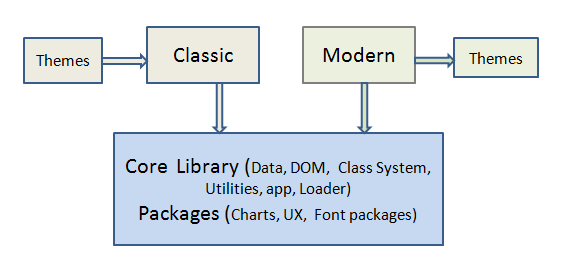 Themes
Classic
Modern
Themes
Core Library (Data, DOM, Class System,
Utilities, app, Loader)
Packages (Charts, UX, Font packages)